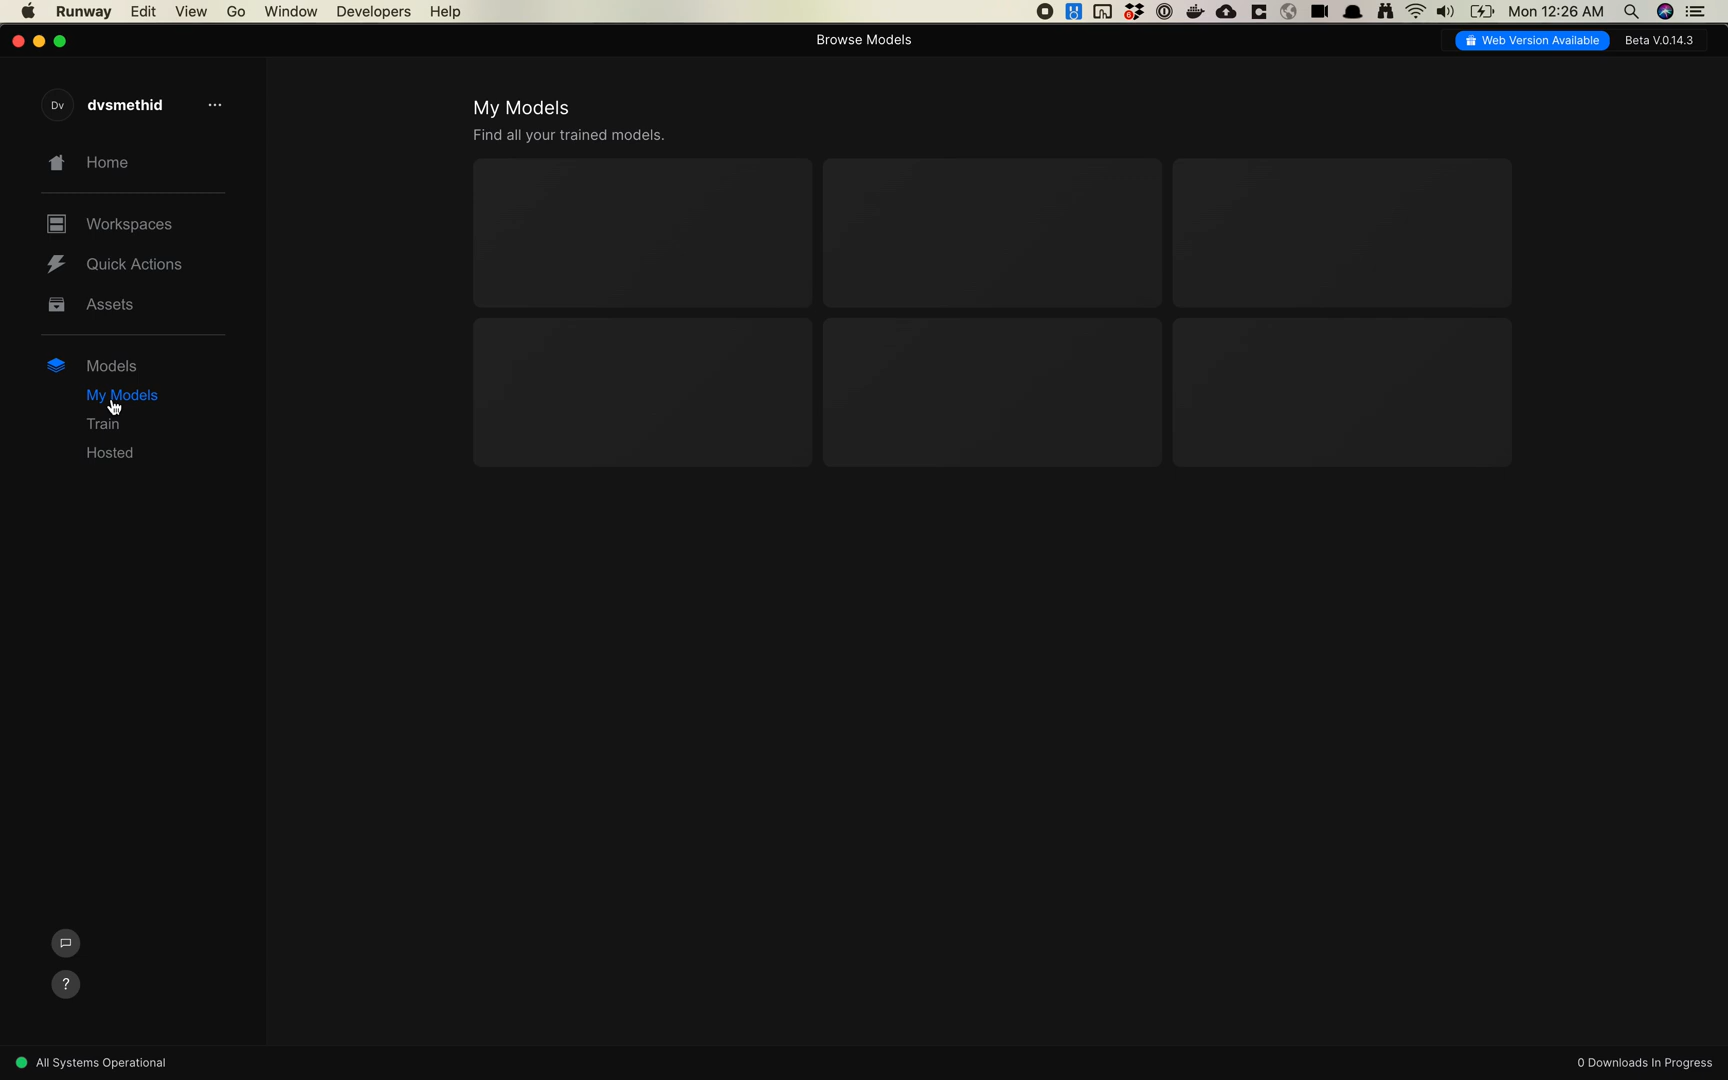 Runway Edit View Go Window Developers Help Mon 12:26 AM
Browse Models
Web Version Available Beta V.0.14.3
Dv dvsmethid ...
Home
Workspaces
Quick Actions
Assets
Models
My Models
Train
Hosted
My Models
Find all your trained models.
?
All Systems Operational
0 Downloads In Progress